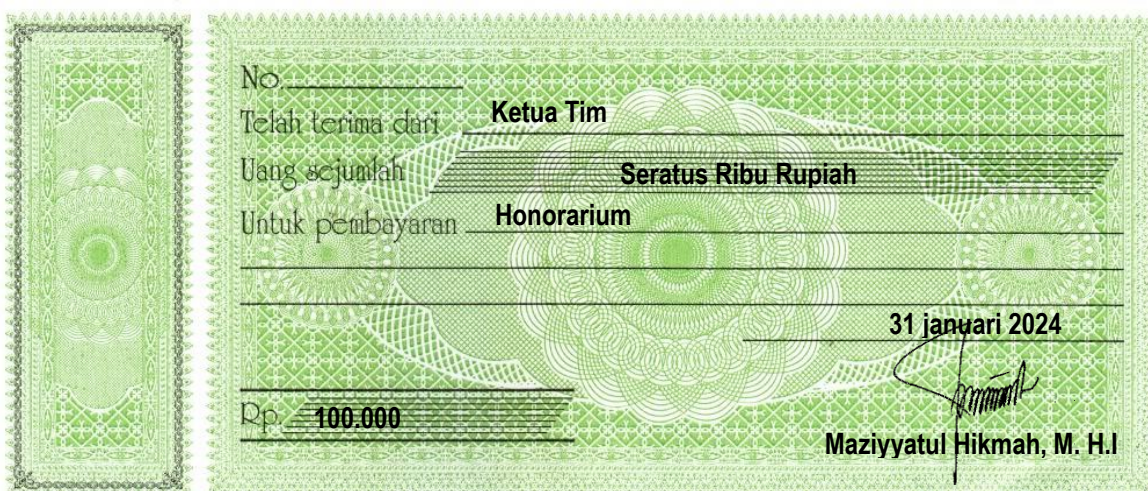 No.
Telah terima dari Ketua Tim
Uang sejumlah Seratus Ribu Rupiah
Untuk pembayaran Honorarium
31 januari 2024
Rp. 100.000
Maziyyatul Hikmah, M. H.I